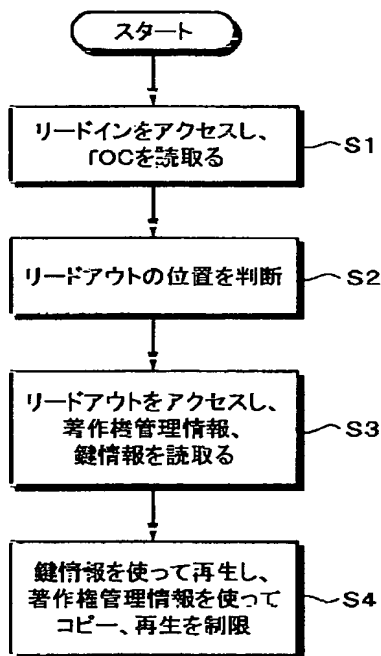 スタート
リードインをアクセスし、
TOCを読取る
S1
リードアウトの位置を判断
S2
リードアウトをアクセスし、
著作機管理情報、
鍵情報を読取る
S3
鍵情報を使って再生し、
著作権管理情報を使って
コピー、再生を制限
S4